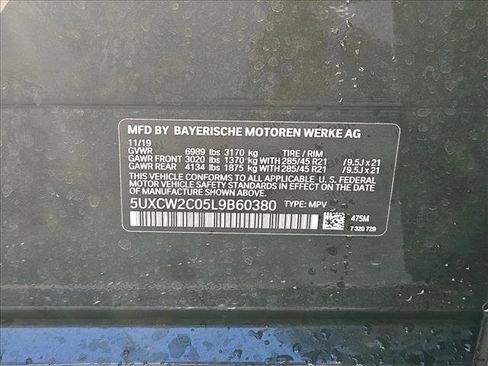 MFD BY BAYERISCHE MOTOREN WERKE AG
11/19
GVWR 6989 lbs 3170 kg TIRE / RIM
GAWR FRONT 3020 lbs 1370 kg WITH 285/45 R21 /9.5J x 21
GAWR REAR 4134 lbs 1875 kg WITH 285/45 R21 /9.5J x 21
THIS VEHICLE CONFORMS TO ALL APPLICABLE U. S. FEDERAL
MOTOR VEHICLE SAFETY STANDARDS IN EFFECT ON THE DATE
OF MANUFACTURE SHOWN ABOVE.
5UXCW2C05L9B60380 TYPE: MPV
475M
7 320 729